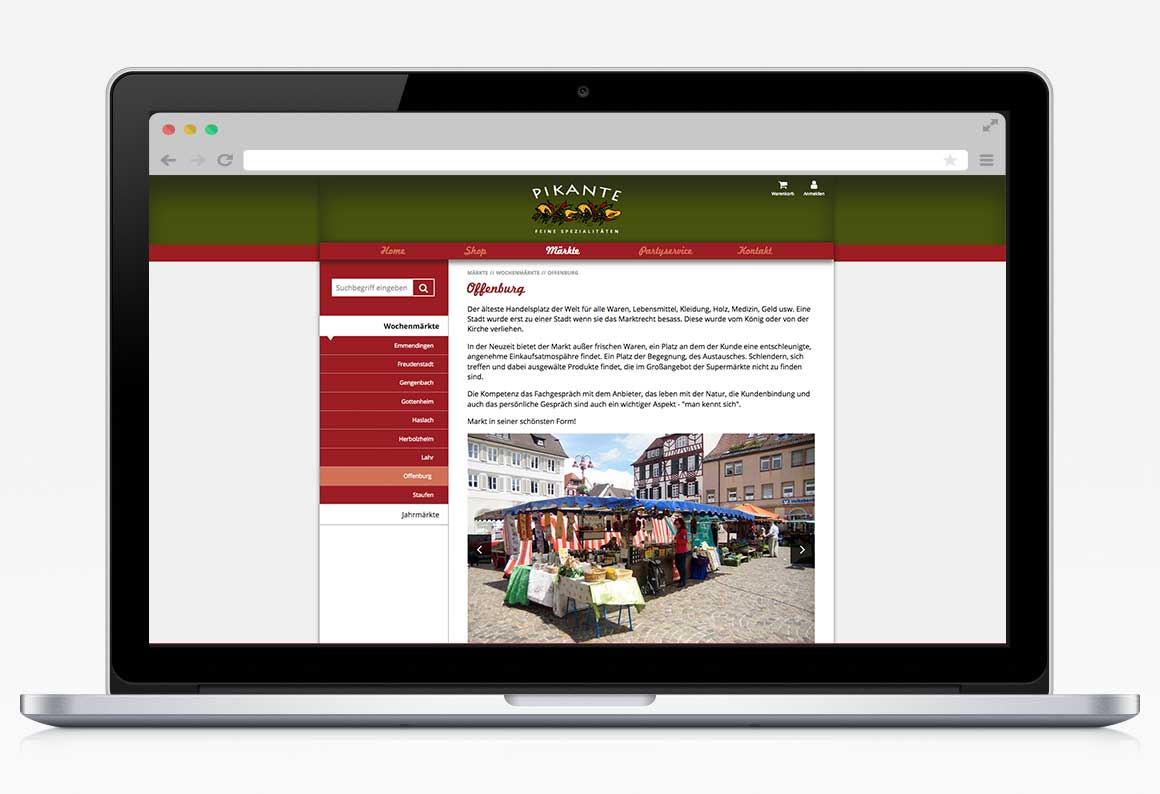 PIKANTE
FEINE SPEZIALITÄTEN
Warenkorb
Anmelden
Home
Shop
Märkte
Partyservice
Kontakt
Suchbegriff eingeben
Wochenmärkte
Emmendingen
Freudenstadt
Gengenbach
Gottenheim
Haslach
Herbolzheim
Lahr
Offenburg
Staufen
Jahrmärkte
MÄRKTE // WOCHENMÄRKTE // OFFENBURG
Offenburg
Der älteste Handelsplatz der Welt für alle Waren, Lebensmittel, Kleidung, Holz, Medizin, Geld usw. Eine
Stadt wurde erst zu einer Stadt wenn sie das Marktrecht besass. Diese wurde vom König oder von der
Kirche verliehen.
In der Neuzeit bietet der Markt außer frischen Waren, ein Platz an dem der Kunde eine entschleunigte,
angenehme Einkaufsatmospähre findet. Ein Platz der Begegnung, des Austausches. Schlendern, sich
treffen und dabei ausgewälte Produkte findet, die im Großangebot der Supermärkte nicht zu finden
sind.
Die Kompetenz das Fachgespräch mit dem Anbieter, das leben mit der Natur, die Kundenbindung und
auch das persönliche Gespräch sind auch ein wichtiger Aspekt - "man kennt sich".
Markt in seiner schönsten Form!